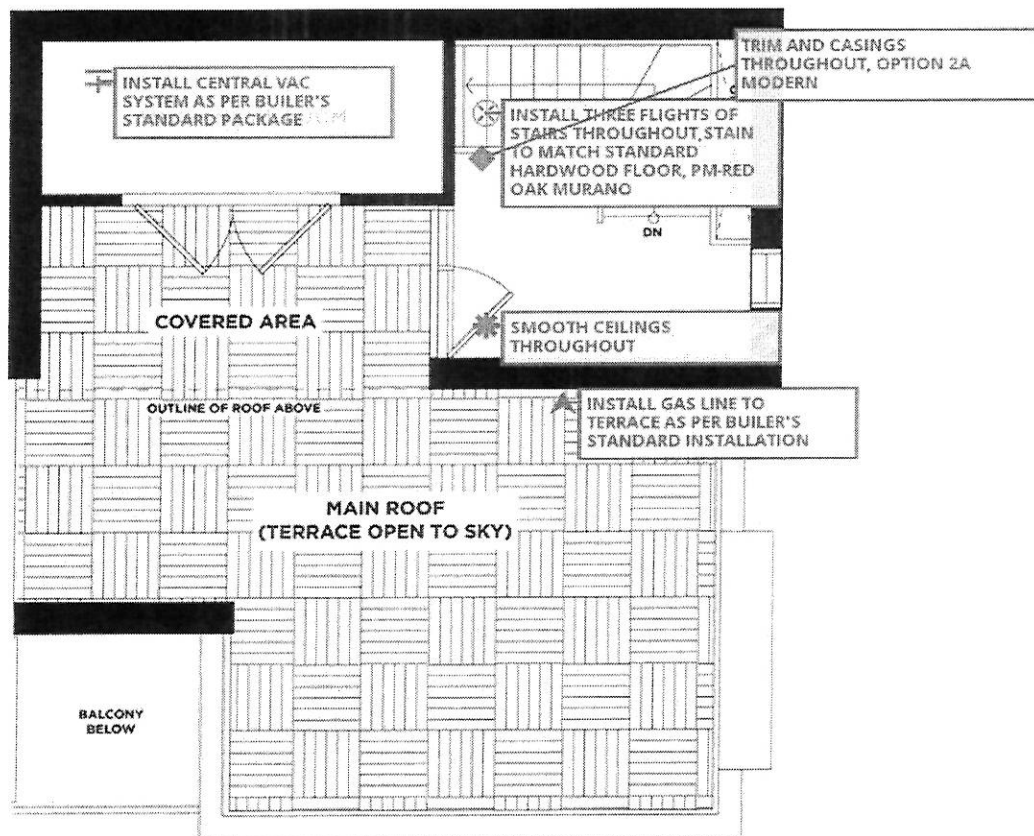 TRIM AND CASINGS
THROUGHOUT, OPTION 2A
MODERN
INSTALL CENTRAL VAC
SYSTEM AS PER BUILER'S
STANDARD PACKAGE
INSTALL THREE FLIGHTS OF
STAIRS THROUGHOUT, STAIN
TO MATCH STANDARD
HARDWOOD FLOOR, PM-RED
OAK MURANO
DN
COVERED AREA
SMOOTH CEILINGS
THROUGHOUT
OUTLINE OF ROOF ABOVE
INSTALL GAS LINE TO
TERRACE AS PER BUILER'S
STANDARD INSTALLATION
MAIN ROOF
(TERRACE OPEN TO SKY)
BALCONY
BELOW